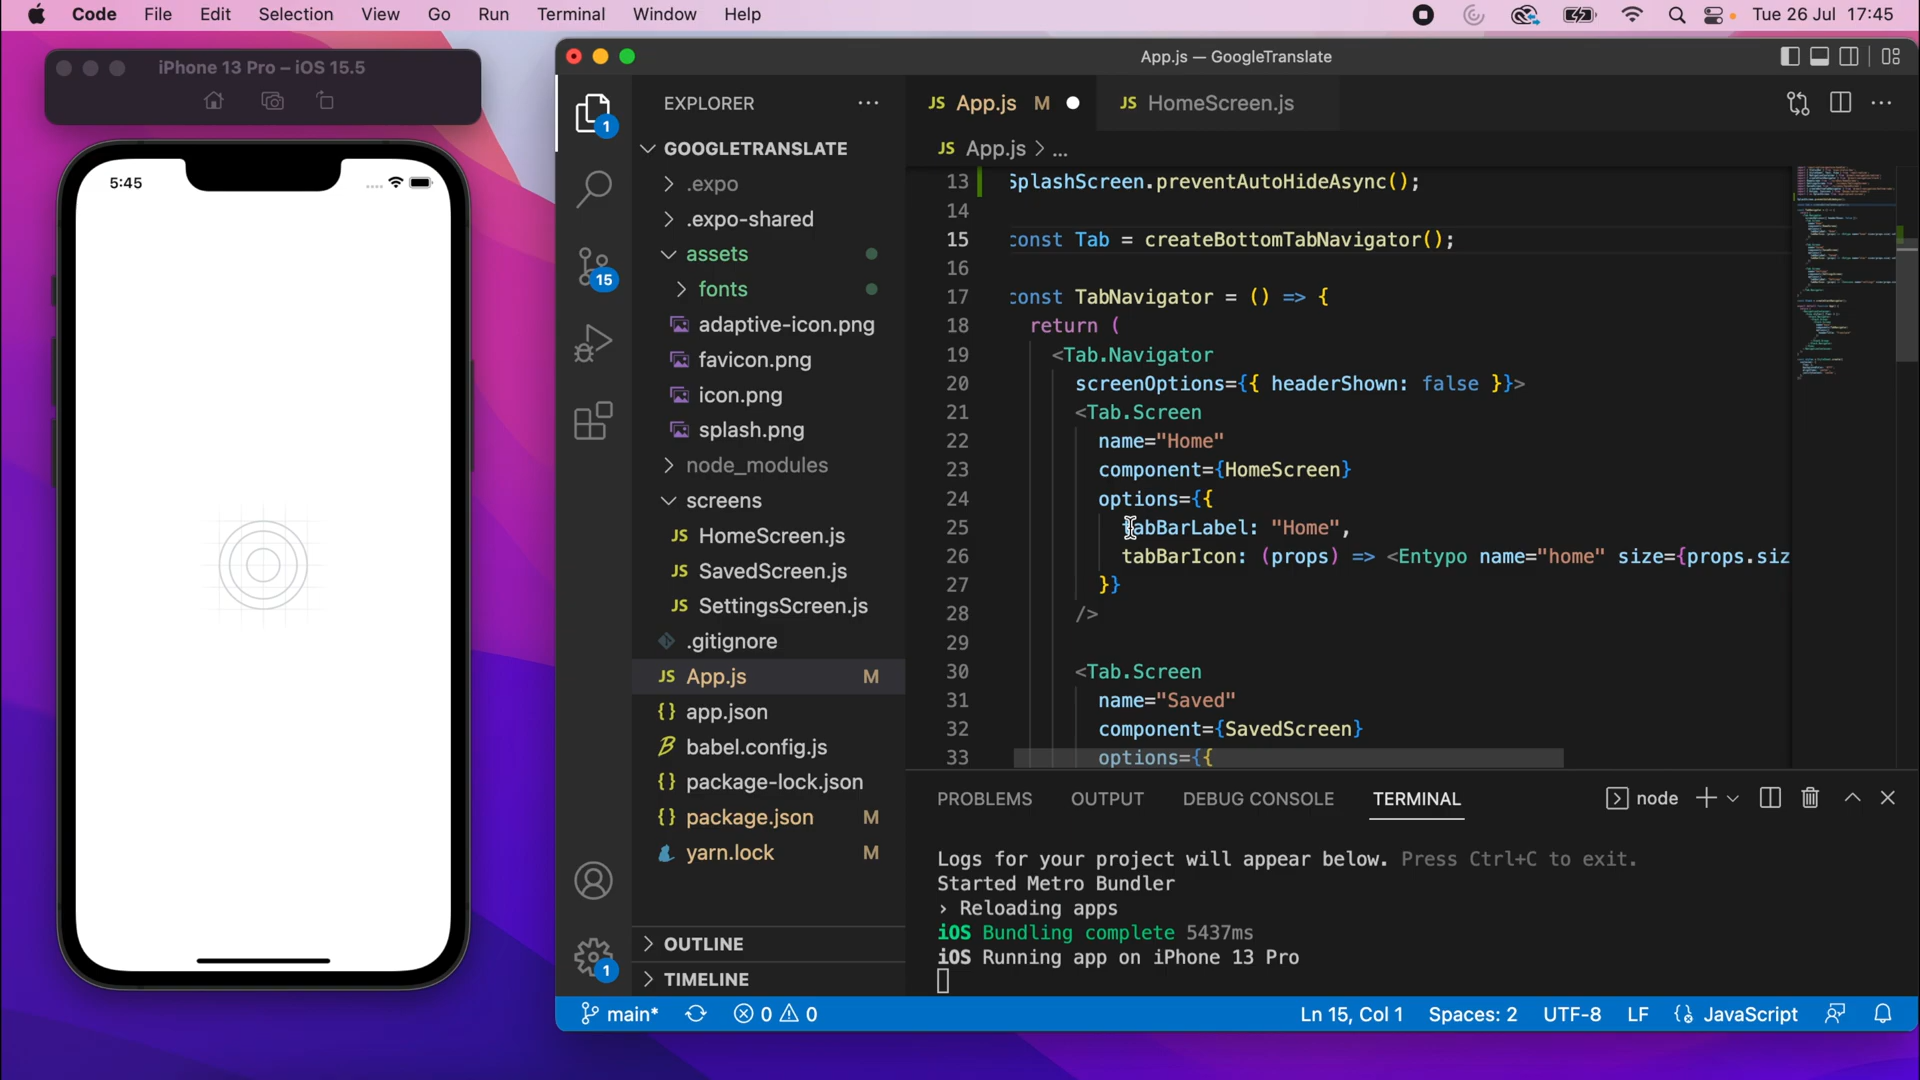 Code File Edit Selection View Go Run Terminal Window Help Tue 26 Jul 17:45
iPhone 13 Pro – iOS 15.5
5:45
App.js — GoogleTranslate
EXPLORER
GOOGLETRANSLATE
.expo
.expo-shared
assets
fonts
adaptive-icon.png
favicon.png
icon.png
splash.png
node_modules
screens
JS HomeScreen.js
JS SavedScreen.js
JS SettingsScreen.js
.gitignore
JS App.js M
{} app.json
babel.config.js
{} package-lock.json
{} package.json M
yarn.lock M
OUTLINE
TIMELINE
1
15
1
JS App.js M JS HomeScreen.js
JS App.js > ...
13 SplashScreen.preventAutoHideAsync();
14
15 const Tab = createBottomTabNavigator();
16
17 const TabNavigator = () => {
18 return (
19 <Tab.Navigator
20 screenOptions={{ headerShown: false }}>
21 <Tab.Screen
22 name="Home"
23 component={HomeScreen}
24 options={{
25 tabBarLabel: "Home",
26 tabBarIcon: (props) => <Entypo name="home" size={props.siz
27 }}
28 />
29
30 <Tab.Screen
31 name="Saved"
32 component={SavedScreen}
33 options={{
PROBLEMS OUTPUT DEBUG CONSOLE TERMINAL node
Logs for your project will appear below. Press Ctrl+C to exit.
Started Metro Bundler
› Reloading apps
iOS Bundling complete 5437ms
iOS Running app on iPhone 13 Pro
main* 0 0 Ln 15, Col 1 Spaces: 2 UTF-8 LF JavaScript